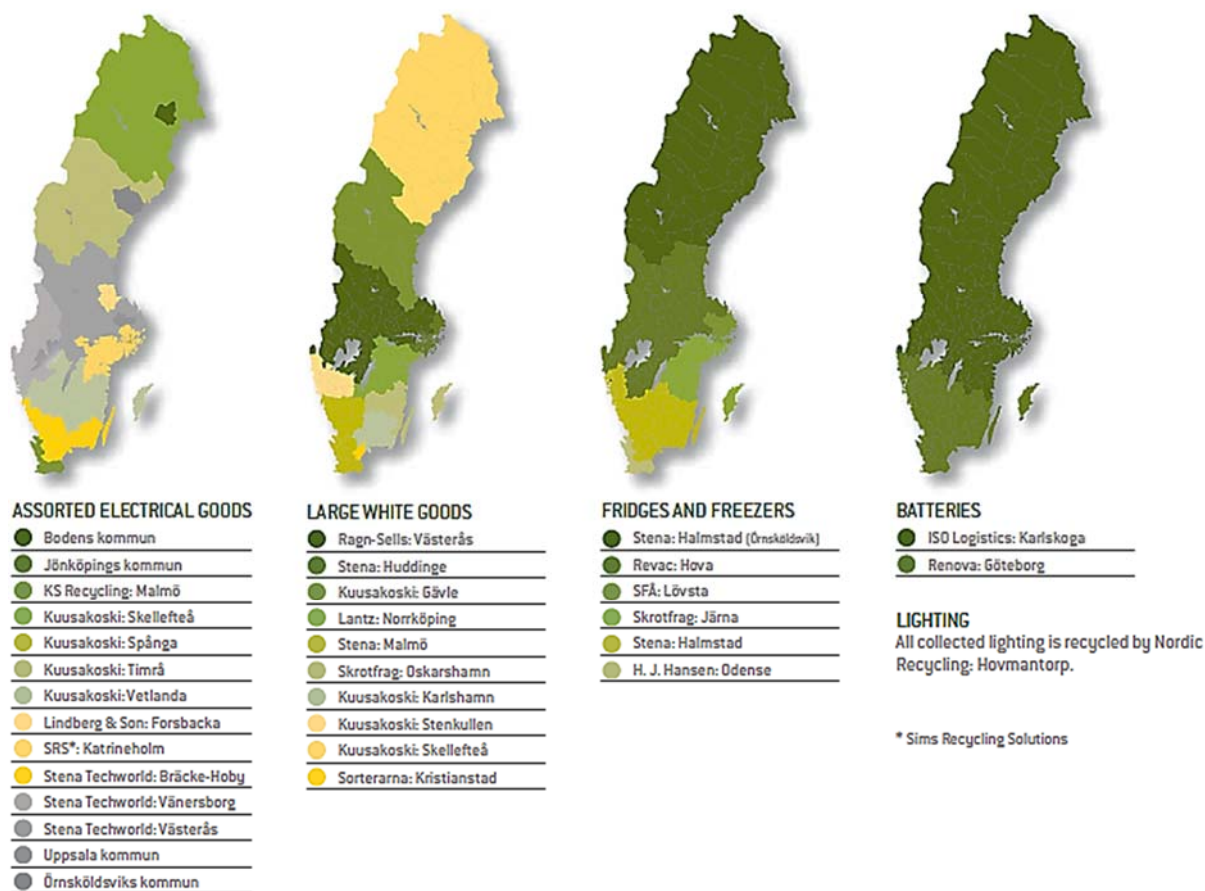 ASSORTED ELECTRICAL GOODS
Bodens kommun
Jönköpings kommun
KS Recycling: Malmö
Kuusakoski: Skellefteå
Kuusakoski: Spånga
Kuusakoski: Timrå
Kuusakoski: Vetlanda
Lindberg & Son: Forsbacka
SRS*: Katrineholm
Stena Techworld: Bräcke-Hoby
Stena Techworld: Vänersborg
Stena Techworld: Västerås
Uppsala kommun
Örnsköldsviks kommun
LARGE WHITE GOODS
Ragn-Sells: Västerås
Stena: Huddinge
Kuusakoski: Gävle
Lantz: Norrköping
Stena: Malmö
Skrotfrag: Oskarshamn
Kuusakoski: Karlshamn
Kuusakoski: Stenkullen
Kuusakoski: Skellefteå
Sorterarna: Kristianstad
FRIDGES AND FREEZERS
Stena: Halmstad (Örnsköldsvik)
Revac: Hova
SFÅ: Lövsta
Skrotfrag: Järna
Stena: Halmstad
H. J. Hansen: Odense
BATTERIES
ISO Logistics: Karlskoga
Renova: Göteborg
LIGHTING
All collected lighting is recycled by Nordic
Recycling: Hovmantorp.
* Sims Recycling Solutions